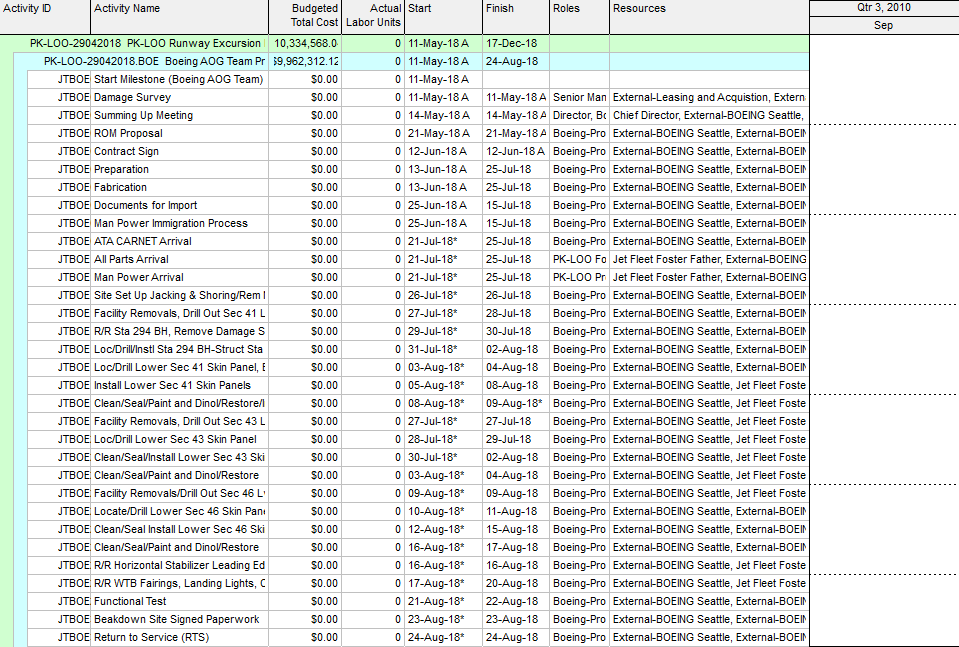 Activity ID Activity Name Budgeted Total Cost Actual Labor Units Start Finish Roles Resources Qtr 3, 2010
Sep
PK-LOO-29042018 PK-LOO Runway Excursion 10,334,568.0 0 11-May-18 A 17-Dec-18
PK-LOO-29042018.BOE Boeing AOG Team Pr $9,962,312.12 0 11-May-18 A 24-Aug-18
JTBOE Start Milestone (Boeing AOG Team) $0.00 0 11-May-18 A
JTBOE Damage Survey $0.00 0 11-May-18 A 11-May-18 A Senior Man External-Leasing and Acquistion, Extern
JTBOE Summing Up Meeting $0.00 0 14-May-18 A 14-May-18 A Director, Bo Chief Director, External-BOEING Seattle,
JTBOE ROM Proposal $0.00 0 21-May-18 A 21-May-18 A Boeing-Pro External-BOEING Seattle, External-BOEIN
JTBOE Contract Sign $0.00 0 12-Jun-18 A 12-Jun-18 A Boeing-Pro External-BOEING Seattle, External-BOEIN
JTBOE Preparation $0.00 0 13-Jun-18 A 25-Jul-18 Boeing-Pro External-BOEING Seattle, External-BOEIN
JTBOE Fabrication $0.00 0 13-Jun-18 A 25-Jul-18 Boeing-Pro External-BOEING Seattle, External-BOEIN
JTBOE Documents for Import $0.00 0 25-Jun-18 A 15-Jul-18 Boeing-Pro External-BOEING Seattle, External-BOEIN
JTBOE Man Power Immigration Process $0.00 0 25-Jun-18 A 15-Jul-18 Boeing-Pro External-BOEING Seattle, External-BOEIN
JTBOE ATA CARNET Arrival $0.00 0 21-Jul-18* 25-Jul-18 Boeing-Pro External-BOEING Seattle, External-BOEIN
JTBOE All Parts Arrival $0.00 0 21-Jul-18* 25-Jul-18 PK-LOO Fo Jet Fleet Foster Father, External-BOEING
JTBOE Man Power Arrival $0.00 0 21-Jul-18* 25-Jul-18 PK-LOO Pr Jet Fleet Foster Father, External-BOEING
JTBOE Site Set Up Jacking & Shoring/Rem $0.00 0 26-Jul-18* 26-Jul-18 Boeing-Pro External-BOEING Seattle, External-BOEIN
JTBOE Facility Removals, Drill Out Sec 41 L $0.00 0 27-Jul-18* 28-Jul-18 Boeing-Pro External-BOEING Seattle, External-BOEIN
JTBOE R/R Sta 294 BH, Remove Damage S $0.00 0 29-Jul-18* 30-Jul-18 Boeing-Pro External-BOEING Seattle, External-BOEIN
JTBOE Loc/Drill/Instl Sta 294 BH-Struct Sta $0.00 0 31-Jul-18* 02-Aug-18 Boeing-Pro External-BOEING Seattle, External-BOEIN
JTBOE Loc/Drill Lower Sec 41 Skin Panel, E $0.00 0 03-Aug-18* 04-Aug-18 Boeing-Pro External-BOEING Seattle, External-BOEIN
JTBOE Install Lower Sec 41 Skin Panels $0.00 0 05-Aug-18* 08-Aug-18 Boeing-Pro External-BOEING Seattle, Jet Fleet Foste
JTBOE Clean/Seal/Paint and Dinol/Restore/I $0.00 0 08-Aug-18* 09-Aug-18* Boeing-Pro External-BOEING Seattle, Jet Fleet Foste
JTBOE Facility Removals, Drill Out Sec 43 L $0.00 0 27-Jul-18* 27-Jul-18 Boeing-Pro External-BOEING Seattle, Jet Fleet Foste
JTBOE Loc/Drill Lower Sec 43 Skin Panel $0.00 0 28-Jul-18* 29-Jul-18 Boeing-Pro External-BOEING Seattle, Jet Fleet Foste
JTBOE Clean/Seal/Install Lower Sec 43 Ski $0.00 0 30-Jul-18* 02-Aug-18 Boeing-Pro External-BOEING Seattle, Jet Fleet Foste
JTBOE Clean/Seal/Paint and Dinol/Restore $0.00 0 03-Aug-18* 04-Aug-18 Boeing-Pro External-BOEING Seattle, Jet Fleet Foste
JTBOE Facility Removals/Drill Out Sec 46 L $0.00 0 09-Aug-18* 09-Aug-18 Boeing-Pro External-BOEING Seattle, Jet Fleet Foste
JTBOE Locate/Drill Lower Sec 46 Skin Pane $0.00 0 10-Aug-18* 11-Aug-18 Boeing-Pro External-BOEING Seattle, Jet Fleet Foste
JTBOE Clean/Seal Install Lower Sec 46 Ski $0.00 0 12-Aug-18* 15-Aug-18 Boeing-Pro External-BOEING Seattle, Jet Fleet Foste
JTBOE Clean/Seal/Paint and Dinol/Restore $0.00 0 16-Aug-18* 17-Aug-18 Boeing-Pro External-BOEING Seattle, Jet Fleet Foste
JTBOE R/R Horizontal Stabilizer Leading Ed $0.00 0 16-Aug-18* 16-Aug-18 Boeing-Pro External-BOEING Seattle, Jet Fleet Foste
JTBOE R/R WTB Fairings, Landing Lights, C $0.00 0 17-Aug-18* 20-Aug-18 Boeing-Pro External-BOEING Seattle, Jet Fleet Foste
JTBOE Functional Test $0.00 0 21-Aug-18* 22-Aug-18 Boeing-Pro External-BOEING Seattle, External-BOEIN
JTBOE Beakdown Site Signed Paperwork $0.00 0 23-Aug-18* 23-Aug-18 Boeing-Pro External-BOEING Seattle, External-BOEIN
JTBOE Return to Service (RTS) $0.00 0 24-Aug-18* 24-Aug-18 Boeing-Pro External-BOEING Seattle, External-BOEIN